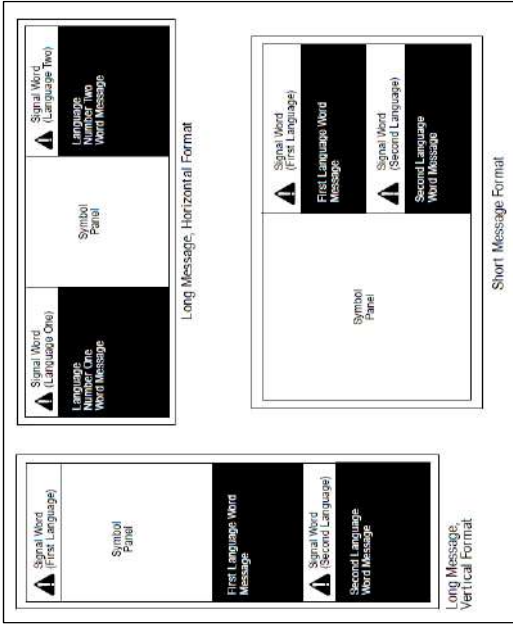 Signal Word
(First Language)
Symbol
Panel
First Language Word
Message
Signal Word
(Second Language)
Second Language
Word Message
Long Message,
Vertical Format
Signal Word
(Language One)
Language
Number One
Word Message
Symbol
Panel
Signal Word
(Language Two)
Language
Number Two
Word Message
Long Message, Horizontal Format
Symbol
Panel
Signal Word
(First Language)
First Language Word
Message
Signal Word
(Second Language)
Second Language
Word Message
Short Message Format